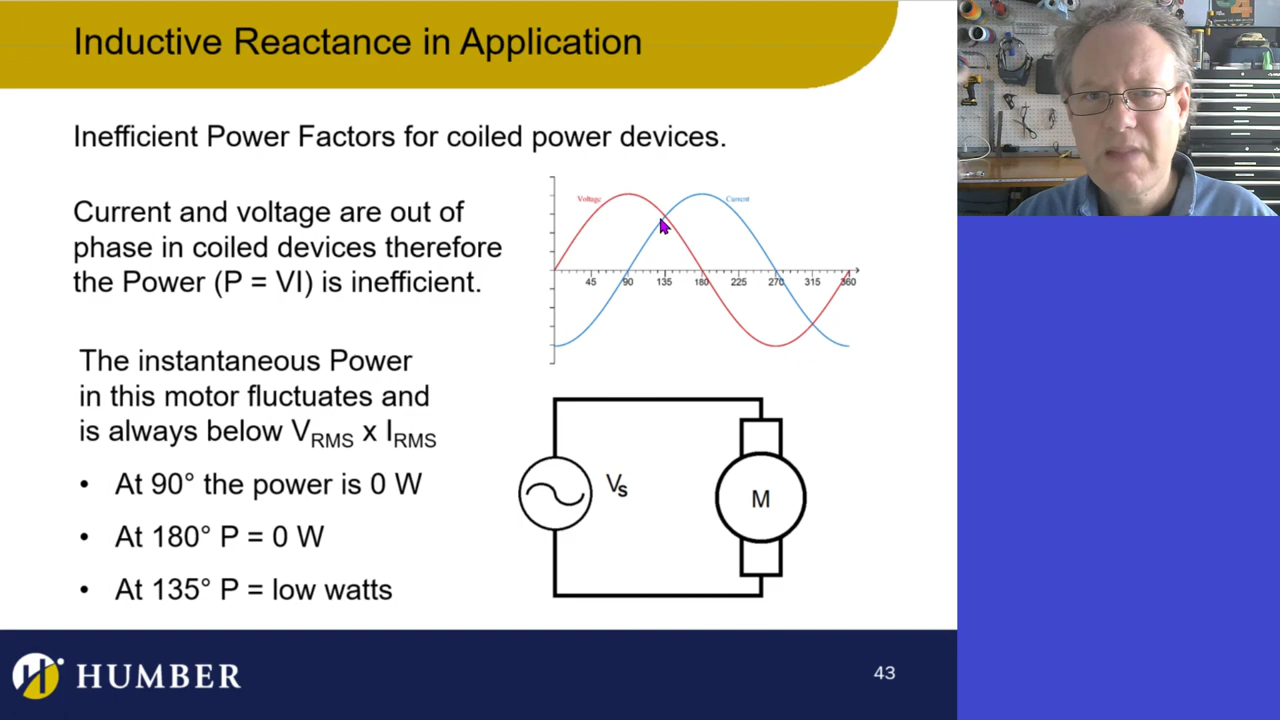 Inductive Reactance in Application
Inefficient Power Factors for coiled power devices.
Current and voltage are out of
phase in coiled devices therefore
the Power (P = VI) is inefficient.
Voltage
Current
45 90 135 180 225 270 315 360
The instantaneous Power
in this motor fluctuates and
is always below VRMS x IRMS
• At 90° the power is 0 W
• At 180° P = 0 W
• At 135° P = low watts
Vs
M
HUMBER
43